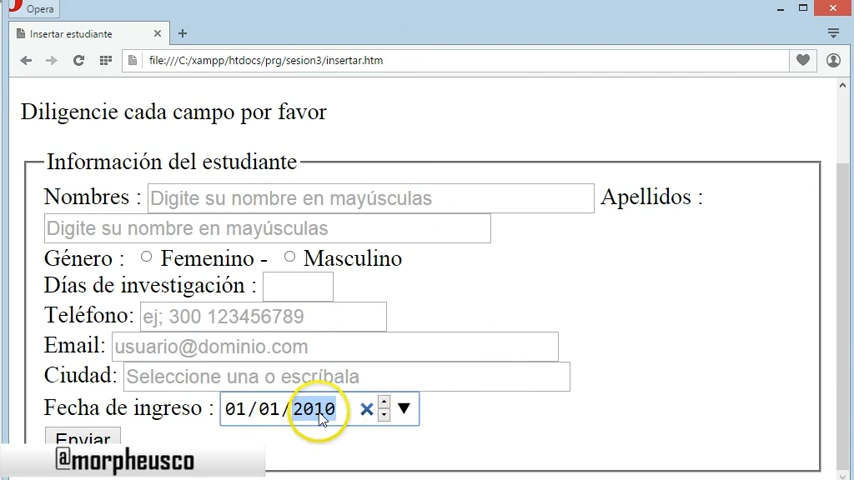 Opera
Insertar estudiante
file:///C:/xampp/htdocs/prg/sesion3/insertar.htm
Diligencie cada campo por favor
Información del estudiante
Nombres : Digite su nombre en mayúsculas Apellidos :
Digite su nombre en mayúsculas
Género : Femenino - Masculino
Días de investigación :
Teléfono: ej; 300 123456789
Email: usuario@dominio.com
Ciudad: Seleccione una o escríbala
Fecha de ingreso : 01/01/2010
Enviar
@morpheusco